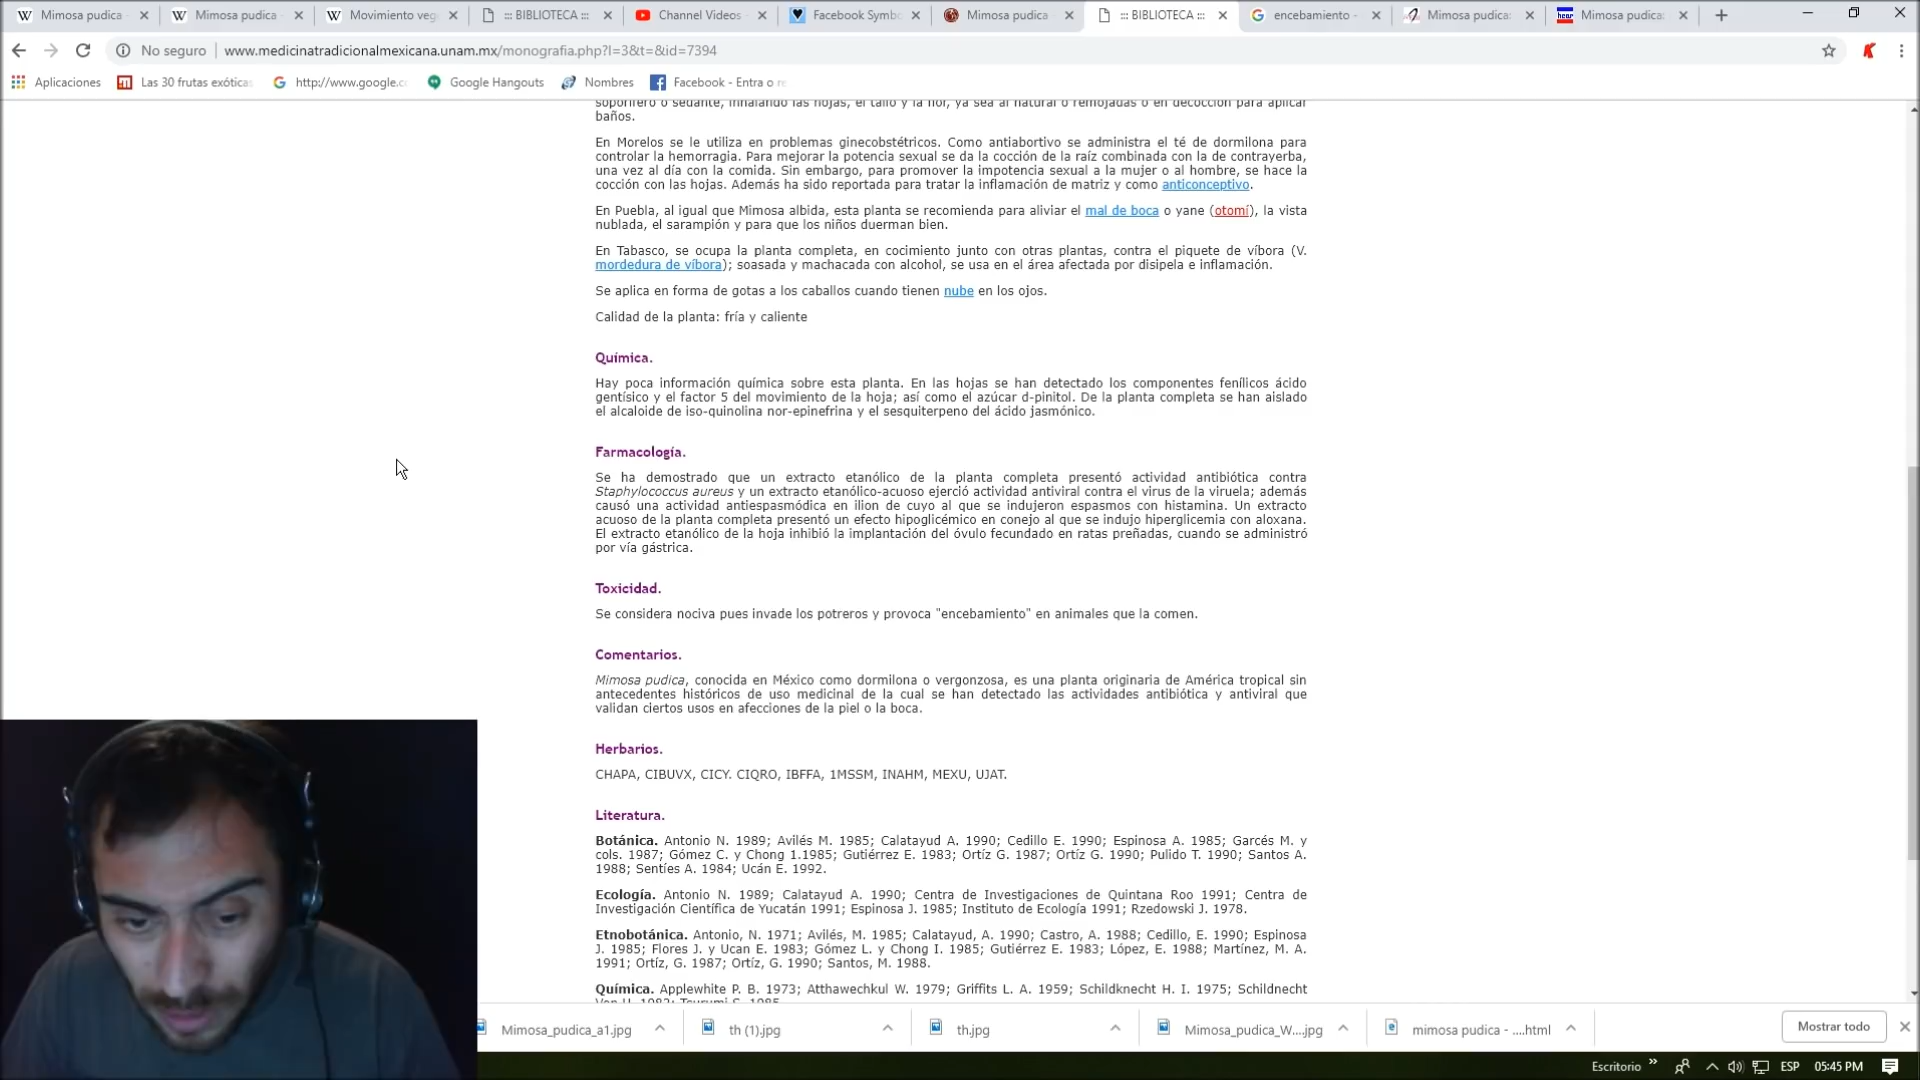 Mimosa pudica
Mimosa pudica
Movimiento veg
::: BIBLIOTECA :::
Channel Videos
Facebook Symbo
Mimosa pudica
::: BIBLIOTECA :::
encebamiento -
Mimosa pudica:
Mimosa pudica:
No seguro
www.medicinatradicionalmexicana.unam.mx/monografia.php?l=3&t=&id=7394
Aplicaciones
Las 30 frutas exótica
http://www.google.c
Google Hangouts
Nombres
Facebook - Entra o r
soporífero o sedante, inhalando las hojas, el tallo y la flor, ya sea al natural o remojadas o en decocción para aplicar
baños.
En Morelos se le utiliza en problemas ginecobstétricos. Como antiabortivo se administra el té de dormilona para
controlar la hemorragia. Para mejorar la potencia sexual se da la cocción de la raíz combinada con la de contrayerba,
una vez al día con la comida. Sin embargo, para promover la impotencia sexual a la mujer o al hombre, se hace la
cocción con las hojas. Además ha sido reportada para tratar la inflamación de matriz y como anticonceptivo.
En Puebla, al igual que Mimosa albida, esta planta se recomienda para aliviar el mal de boca o yane (otomí), la vista
nublada, el sarampión y para que los niños duerman bien.
En Tabasco, se ocupa la planta completa, en cocimiento junto con otras plantas, contra el piquete de víbora (V.
mordedura de víbora); soasada y machacada con alcohol, se usa en el área afectada por disipela e inflamación.
Se aplica en forma de gotas a los caballos cuando tienen nube en los ojos.
Calidad de la planta: fría y caliente
Química.
Hay poca información química sobre esta planta. En las hojas se han detectado los componentes fenílicos ácido
gentísico y el factor 5 del movimiento de la hoja; así como el azúcar d-pinitol. De la planta completa se han aislado
el alcaloide de iso-quinolina nor-epinefrina y el sesquiterpeno del ácido jasmónico.
Farmacología.
Se ha demostrado que un extracto etanólico de la planta completa presentó actividad antibiótica contra
Staphylococcus aureus y un extracto etanólico-acuoso ejerció actividad antiviral contra el virus de la viruela; además
causó una actividad antiespasmódica en ilion de cuyo al que se indujeron espasmos con histamina. Un extracto
acuoso de la planta completa presentó un efecto hipoglicémico en conejo al que se indujo hiperglicemia con aloxana.
El extracto etanólico de la hoja inhibió la implantación del óvulo fecundado en ratas preñadas, cuando se administró
por vía gástrica.
Toxicidad.
Se considera nociva pues invade los potreros y provoca "encebamiento" en animales que la comen.
Comentarios.
Mimosa pudica, conocida en México como dormilona o vergonzosa, es una planta originaria de América tropical sin
antecedentes históricos de uso medicinal de la cual se han detectado las actividades antibiótica y antiviral que
validan ciertos usos en afecciones de la piel o la boca.
Herbarios.
CHAPA, CIBUVX, CICY. CIQRO, IBFFA, 1MSSM, INAHM, MEXU, UJAT.
Literatura.
Botánica. Antonio N. 1989; Avilés M. 1985; Calatayud A. 1990; Cedillo E. 1990; Espinosa A. 1985; Garcés M. y
cols. 1987; Gómez C. y Chong 1.1985; Gutiérrez E. 1983; Ortíz G. 1987; Ortíz G. 1990; Pulido T. 1990; Santos A.
1988; Sentíes A. 1984; Ucán E. 1992.
Ecología. Antonio N. 1989; Calatayud A. 1990; Centra de Investigaciones de Quintana Roo 1991; Centra de
Investigación Científica de Yucatán 1991; Espinosa J. 1985; Instituto de Ecología 1991; Rzedowski J. 1978.
Etnobotánica. Antonio, N. 1971; Avilés, M. 1985; Calatayud, A. 1990; Castro, A. 1988; Cedillo, E. 1990; Espinosa
J. 1985; Flores J. y Ucan E. 1983; Gómez L. y Chong I. 1985; Gutiérrez E. 1983; López, E. 1988; Martínez, M. A.
1991; Ortíz, G. 1987; Ortíz, G. 1990; Santos, M. 1988.
Química. Applewhite P. B. 1973; Atthawechkul W. 1979; Griffits L. A. 1959; Schildknecht H. I. 1975; Schildnecht
Von H. 1983; Tsurumi S. 1985.
Mimosa_pudica_a1.jpg
th (1).jpg
th.jpg
Mimosa_pudica_W....jpg
mimosa pudica - ....html
Mostrar todo
Escritorio
ESP
05:45 PM